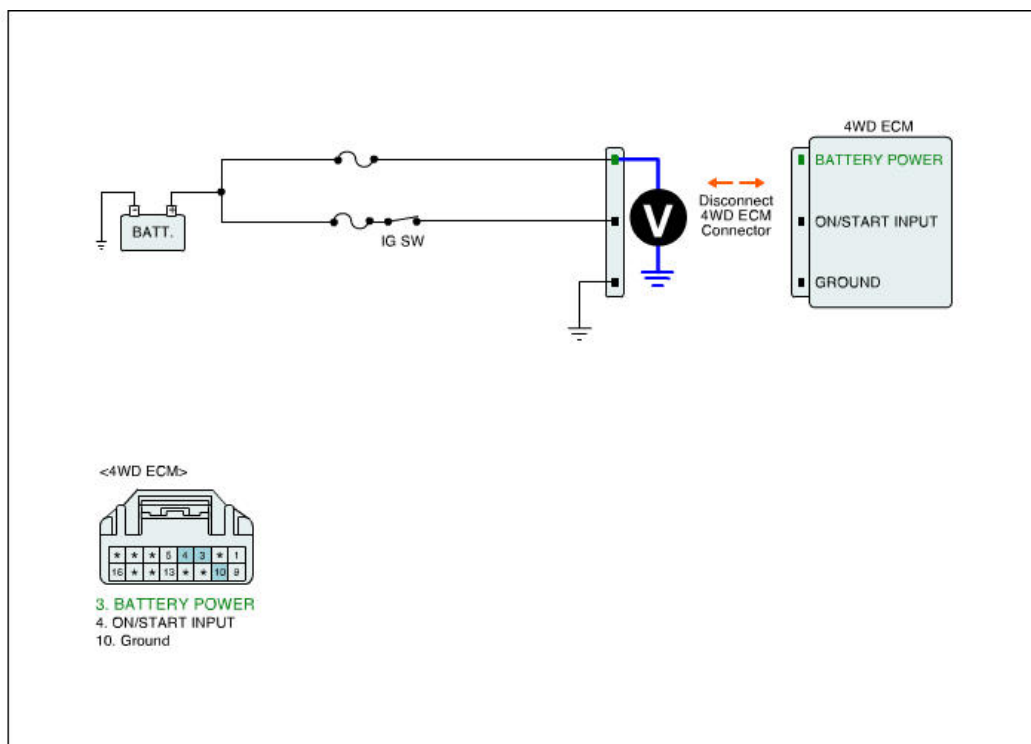 4WD ECM
BATTERY POWER
- +
BATT.
IG SW
V
Disconnect
4WD ECM
Connector
ON/START INPUT
GROUND
<4WD ECM>
* * * 5 4 3 * 1
16 * * 13 * * 10 9
3. BATTERY POWER
4. ON/START INPUT
10. Ground